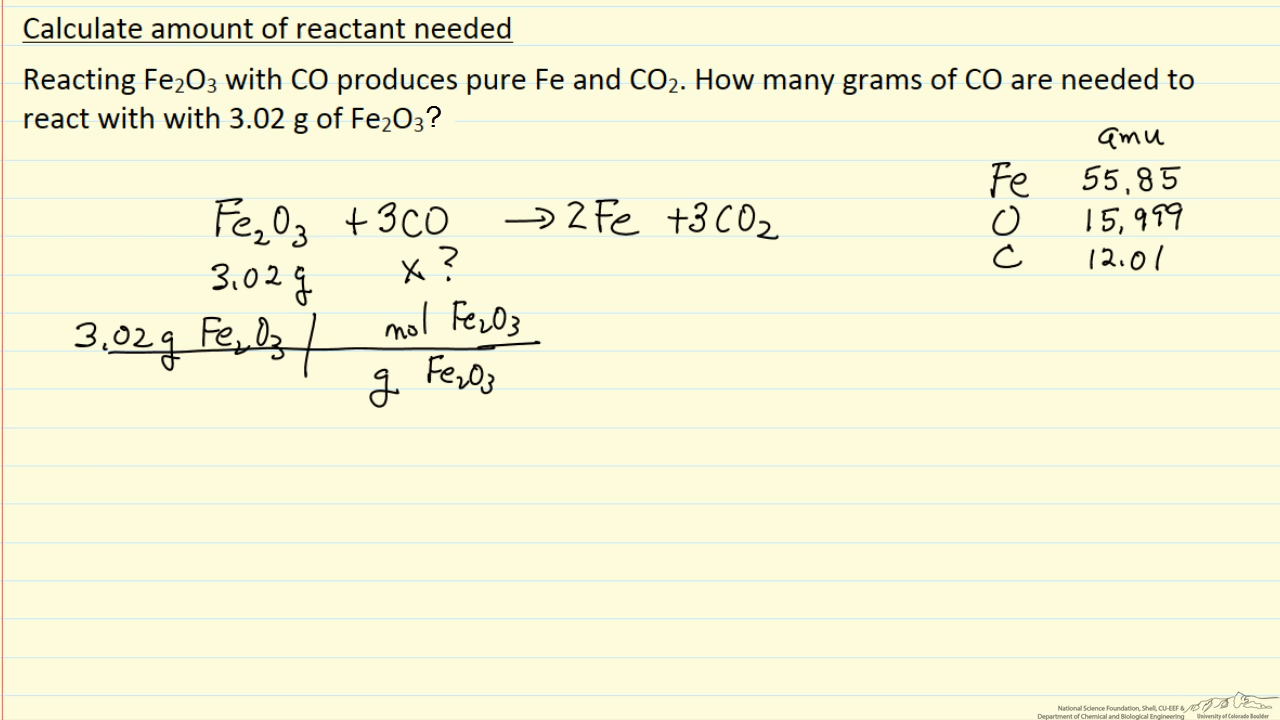 Calculate amount of reactant needed
Reacting Fe₂O₃ with CO produces pure Fe and CO₂. How many grams of CO are needed to
react with with 3.02 g of Fe₂O₃?
amu
Fe 55.85
O 15.999
C 12.01
Fe₂O₃ + 3CO → 2Fe + 3CO₂
3.02 g x ?
3.02 g Fe₂O₃ | mol Fe₂O₃
g Fe₂O₃
National Science Foundation, Shell, CU-EEF &
Department of Chemical and Biological Engineering
University of Colorado Boulder